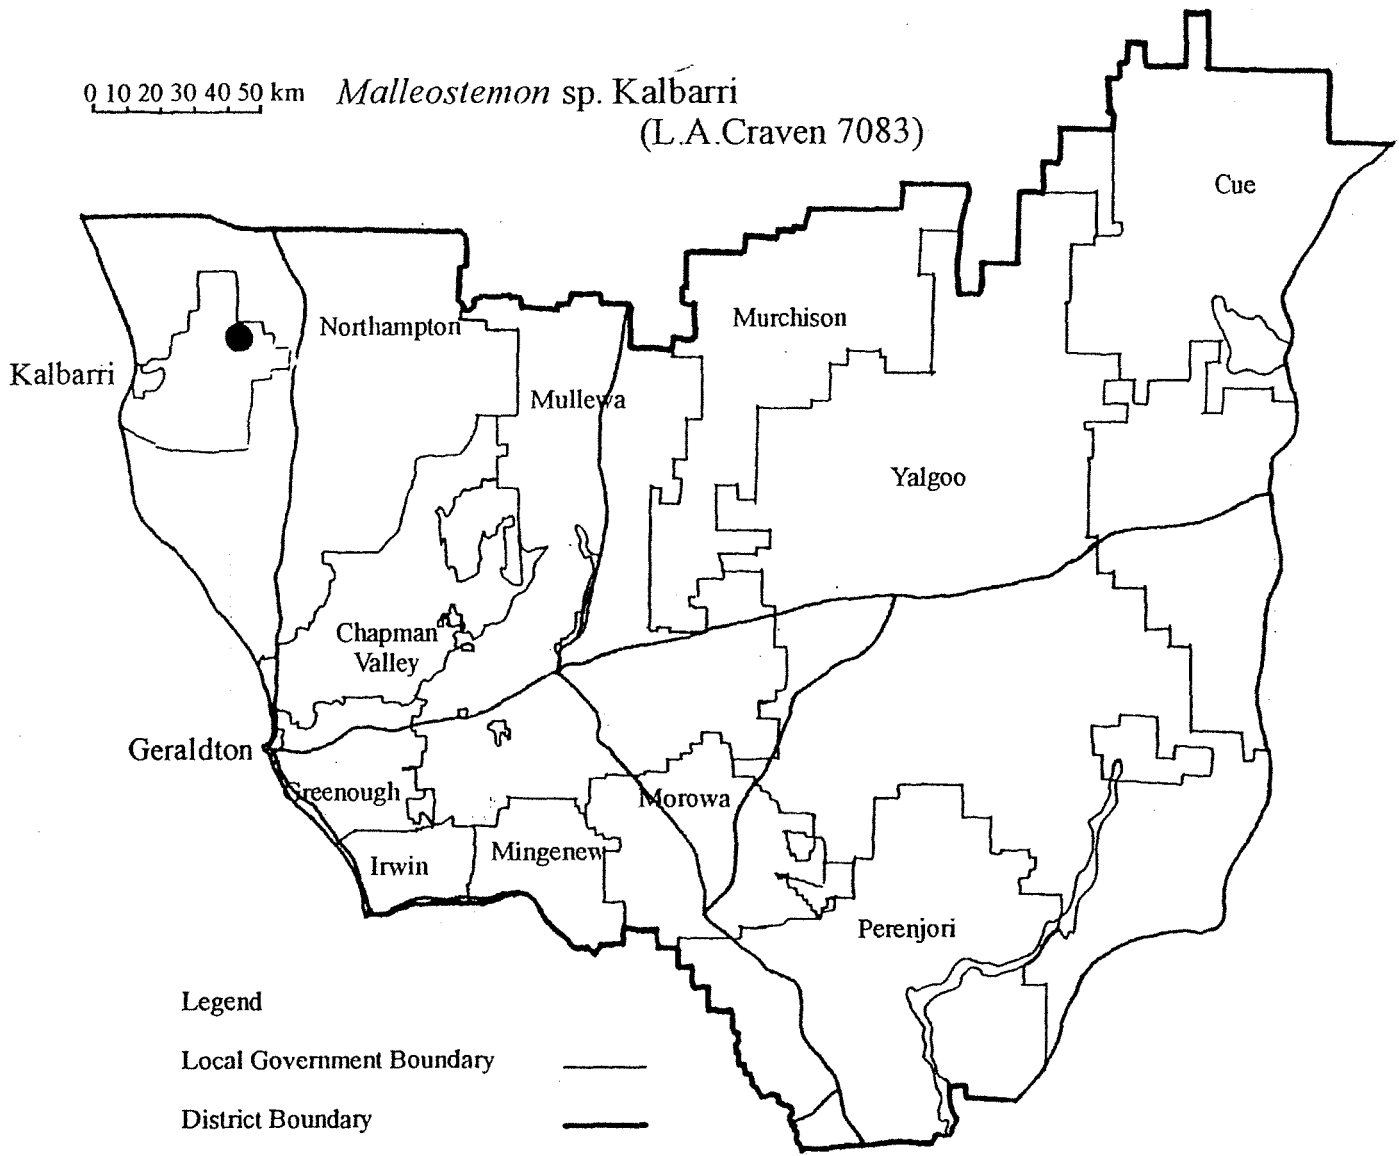 0 10 20 30 40 50 km
Malleostemon sp. Kalbarri
(L.A.Craven 7083)
Cue
Northampton
Murchison
Kalbarri
Mullewa
Yalgoo
Chapman
Valley
Geraldton
Greenough
Morowa
Irwin
Mingenew
Perenjori
Legend
Local Government Boundary
District Boundary